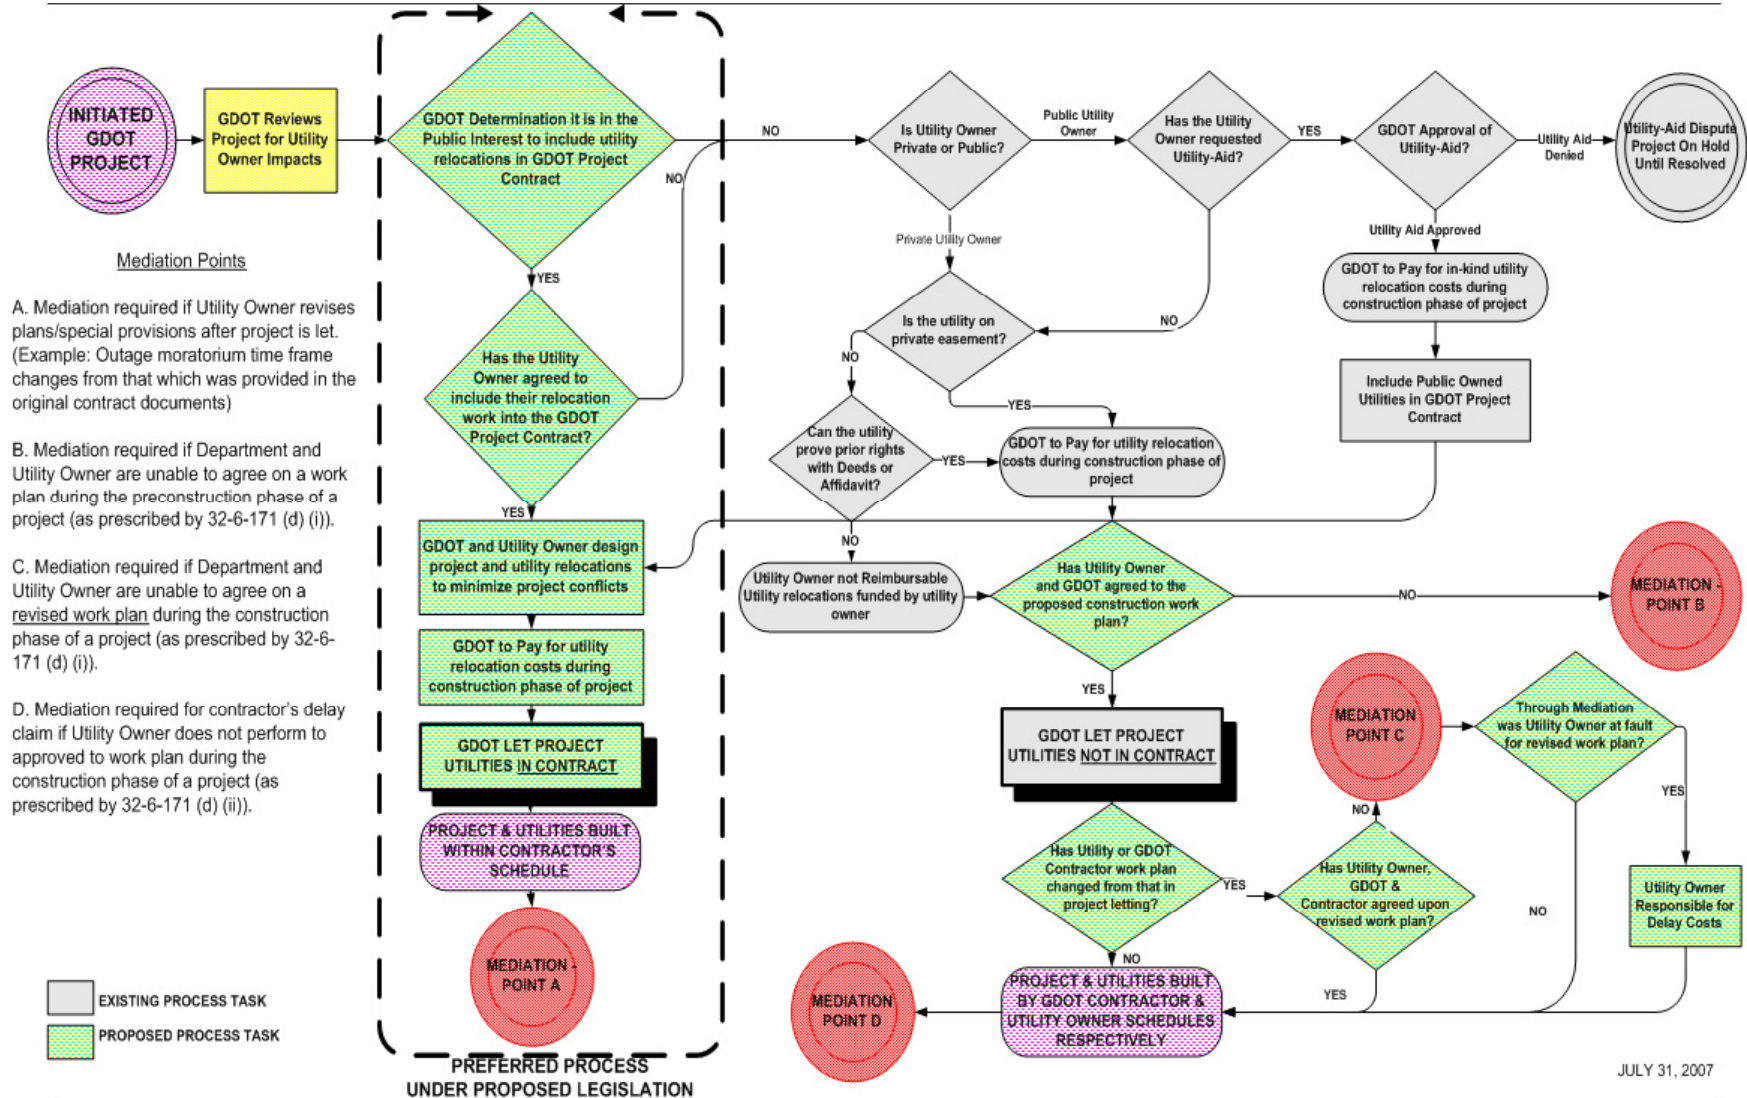 INITIATED
GDOT
PROJECT
GDOT Reviews
Project for Utility
Owner Impacts
GDOT Determination it is in the
Public Interest to include utility
relocations in GDOT Project
Contract
NO
NO
YES
Has the Utility
Owner agreed to
include their relocation
work into the GDOT
Project Contract?
YES
GDOT and Utility Owner design
project and utility relocations
to minimize project conflicts
GDOT to Pay for utility
relocation costs during
construction phase of project
GDOT LET PROJECT
UTILITIES IN CONTRACT
PROJECT & UTILITIES BUILT
WITHIN CONTRACTOR'S
SCHEDULE
MEDIATION -
POINT A
PREFERRED PROCESS
UNDER PROPOSED LEGISLATION
Mediation Points
A. Mediation required if Utility Owner revises
plans/special provisions after project is let.
(Example: Outage moratorium time frame
changes from that which was provided in the
original contract documents)
B. Mediation required if Department and
Utility Owner are unable to agree on a work
plan during the preconstruction phase of a
project (as prescribed by 32-6-171 (d) (i)).
C. Mediation required if Department and
Utility Owner are unable to agree on a
revised work plan during the construction
phase of a project (as prescribed by 32-6-
171 (d) (i)).
D. Mediation required for contractor's delay
claim if Utility Owner does not perform to
approved to work plan during the
construction phase of a project (as
prescribed by 32-6-171 (d) (ii)).
EXISTING PROCESS TASK
PROPOSED PROCESS TASK
Is Utility Owner
Private or Public?
Public Utility
Owner
Has the Utility
Owner requested
Utility-Aid?
YES
GDOT Approval of
Utility-Aid?
Utility Aid
Denied
Utility-Aid Dispute
Project On Hold
Until Resolved
Private Utility Owner
Utility Aid Approved
GDOT to Pay for in-kind utility
relocation costs during
construction phase of project
Is the utility on
private easement?
NO
NO
Include Public Owned
Utilities in GDOT Project
Contract
YES
Can the utility
prove prior rights
with Deeds or
Affidavit?
YES
GDOT to Pay for utility relocation
costs during construction phase of
project
NO
Utility Owner not Reimbursable
Utility relocations funded by utility
owner
Has Utility Owner
and GDOT agreed to the
proposed construction work
plan?
NO
MEDIATION -
POINT B
YES
GDOT LET PROJECT
UTILITIES NOT IN CONTRACT
MEDIATION
POINT C
Through Mediation
was Utility Owner at fault
for revised work plan?
YES
NO
NO
Has Utility or GDOT
Contractor work plan
changed from that in
project letting?
YES
Has Utility Owner,
GDOT &
Contractor agreed upon
revised work plan?
Utility Owner
Responsible for
Delay Costs
NO
YES
PROJECT & UTILITIES BUILT
BY GDOT CONTRACTOR &
UTILITY OWNER SCHEDULES
RESPECTIVELY
MEDIATION
POINT D
JULY 31, 2007